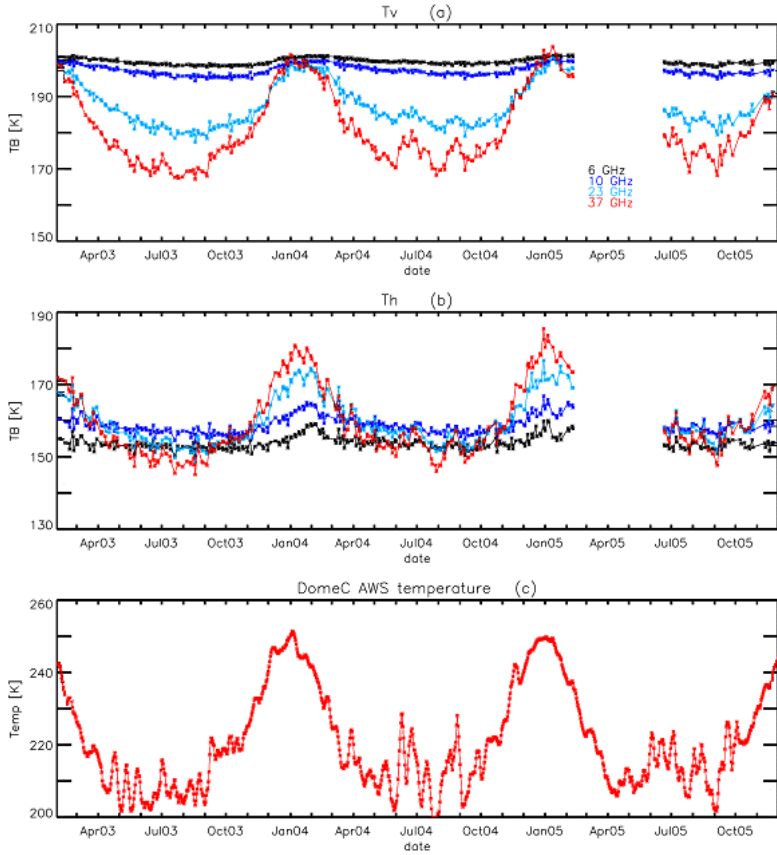 Tv (a)
210
190
170
150
TB [K]
6 GHz
10 GHz
23 GHz
37 GHz
Apr03 Jul03 Oct03 Jan04 Apr04 Jul04 Oct04 Jan05 Apr05 Jul05 Oct05
date
Th (b)
190
170
150
130
TB [K]
Apr03 Jul03 Oct03 Jan04 Apr04 Jul04 Oct04 Jan05 Apr05 Jul05 Oct05
date
DomeC AWS temperature (c)
260
240
220
200
Temp [K]
Apr03 Jul03 Oct03 Jan04 Apr04 Jul04 Oct04 Jan05 Apr05 Jul05 Oct05
date